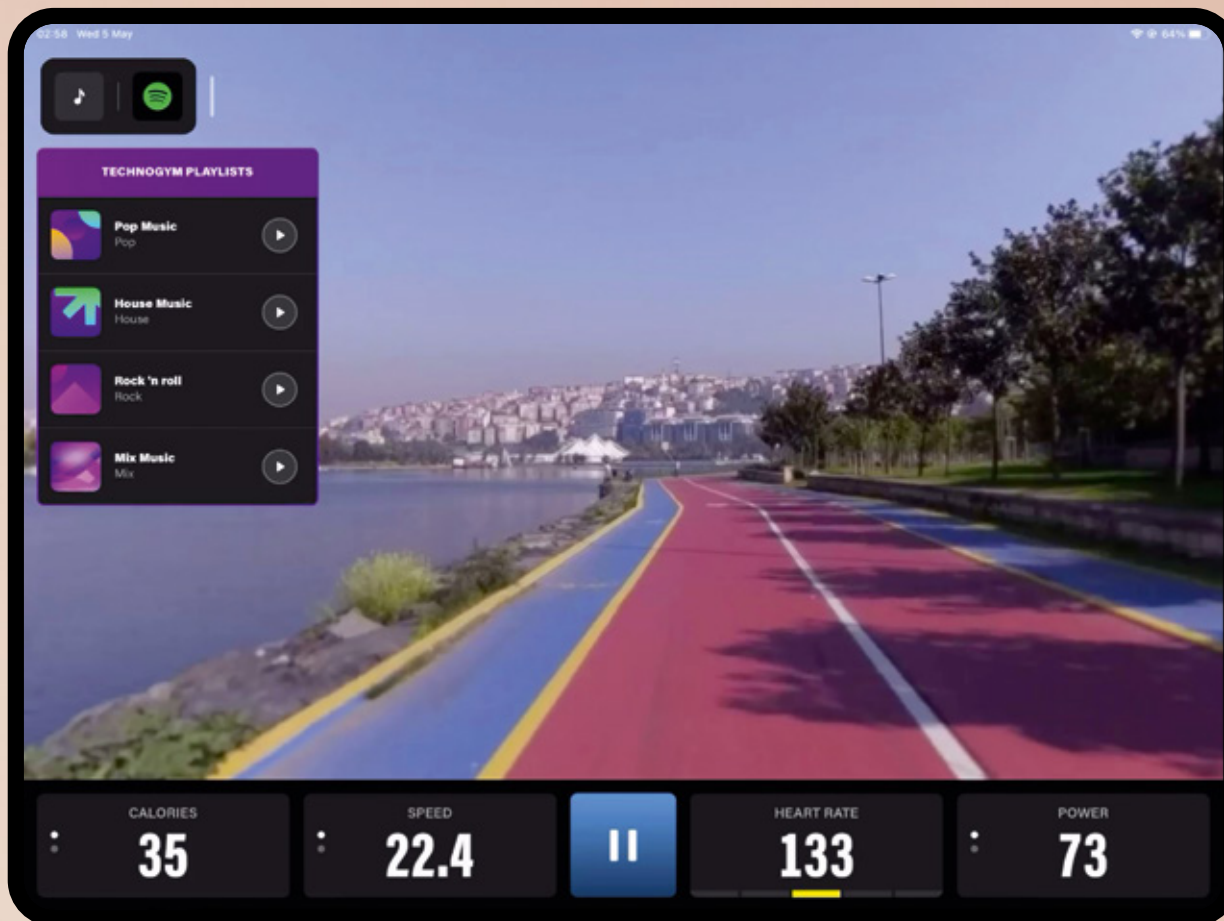 02:58 Wed 5 May
64%
TECHNOGYM PLAYLISTS
Pop Music
Pop
House Music
House
Rock 'n roll
Rock
Mix Music
Mix
CALORIES
35
SPEED
22.4
HEART RATE
133
POWER
73